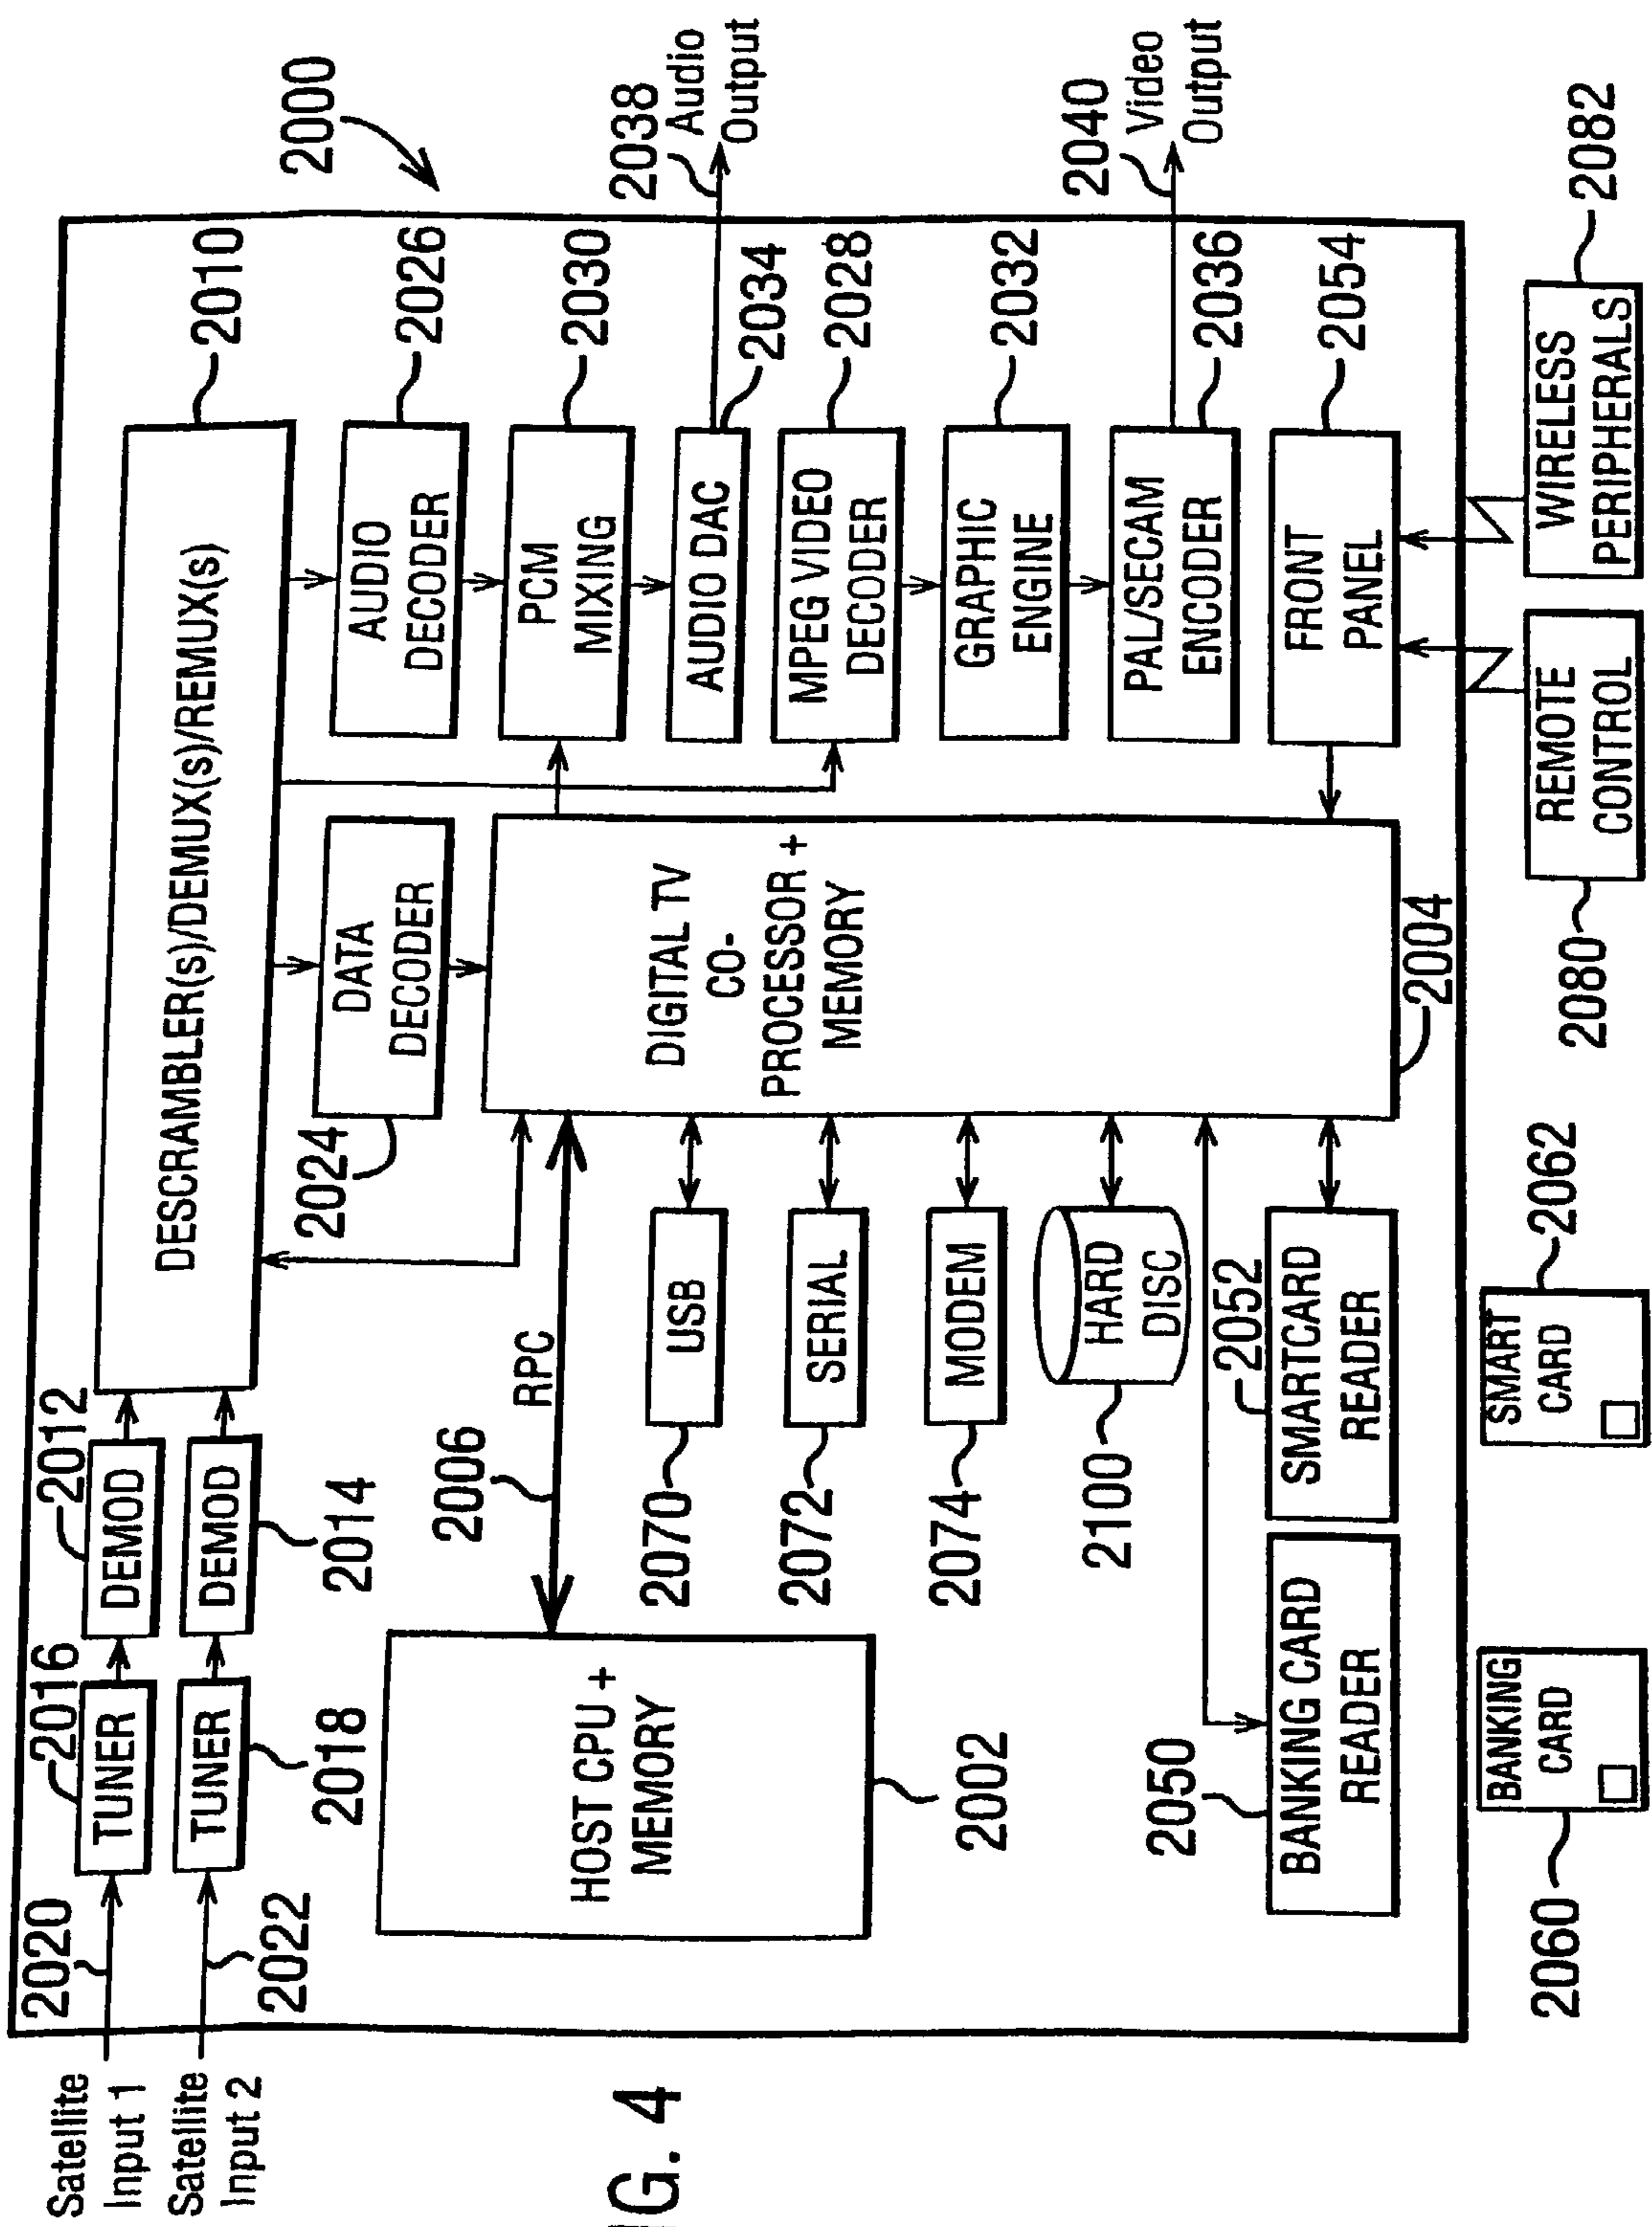 2000
Satellite
Input 1
Satellite
Input 2
2020
2022
2016
TUNER
TUNER
2018
2012
DEMOD
DEMOD
2014
DESCRAMBLER(s)/DEMUX(s)/REMUX(s)
2010
2024
DATA
DECODER
AUDIO
DECODER
2026
PCM
MIXING
2030
2038
Audio
Output
AUDIO DAC
2034
MPEG VIDEO
DECODER
2028
GRAPHIC
ENGINE
2032
2040
Video
Output
PAL/SECAM
ENCODER
2036
FRONT
PANEL
2054
HOST CPU +
MEMORY
2002
2006
RPC
DIGITAL TV
CO-
PROCESSOR +
MEMORY
2004
2070
USB
2072
SERIAL
2074
MODEM
2100
HARD
DISC
2050
BANKING CARD
READER
2052
SMARTCARD
READER
2060
BANKING
CARD
SMART
CARD
2062
2080
REMOTE
CONTROL
WIRELESS
PERIPHERALS
2082
G. 4